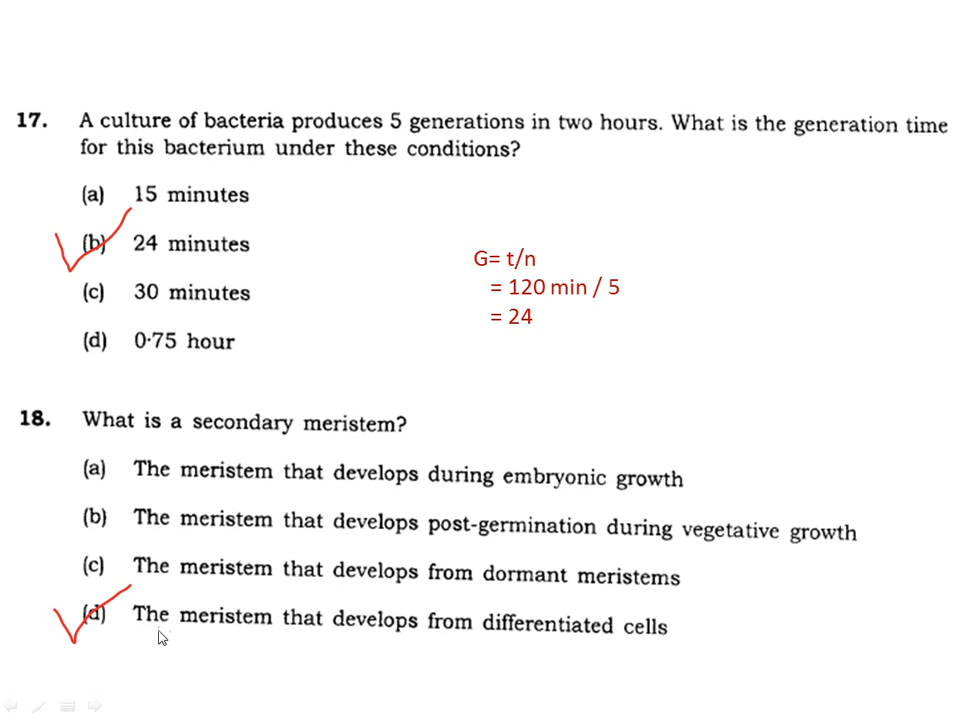 17. A culture of bacteria produces 5 generations in two hours. What is the generation time
for this bacterium under these conditions?
(a) 15 minutes
(b) 24 minutes
(c) 30 minutes
(d) 0·75 hour
G= t/n
= 120 min / 5
= 24
18. What is a secondary meristem?
(a) The meristem that develops during embryonic growth
(b) The meristem that develops post-germination during vegetative growth
(c) The meristem that develops from dormant meristems
(d) The meristem that develops from differentiated cells